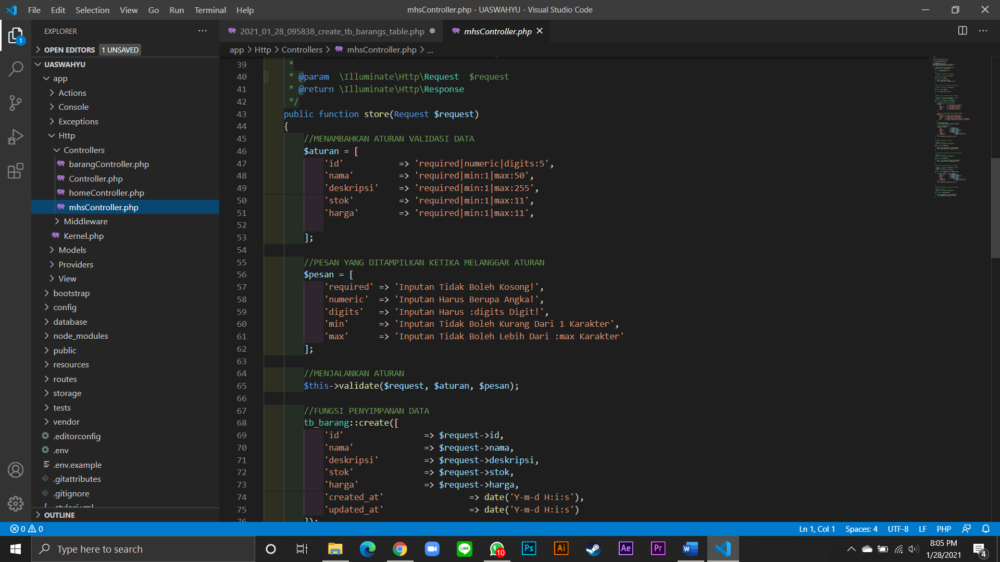 File Edit Selection View Go Run Terminal Help
mhsController.php - UASWAHYU - Visual Studio Code
EXPLORER
2021_01_28_095838_create_tb_barangs_table.php
mhsController.php
OPEN EDITORS 1 UNSAVED
app > Http > Controllers > mhsController.php > ...
UASWAHYU
app
Actions
Console
Exceptions
Http
Controllers
barangController.php
Controller.php
homeController.php
mhsController.php
Middleware
Kernel.php
Models
Providers
View
bootstrap
config
database
node_modules
public
resources
routes
storage
tests
vendor
.editorconfig
.env
.env.example
.gitattributes
.gitignore
.styleci.yml
OUTLINE
39 *
40 * @param \Illuminate\Http\Request $request
41 * @return \Illuminate\Http\Response
42 */
43 public function store(Request $request)
44 {
45 //MENAMBAHKAN ATURAN VALIDASI DATA
46 $aturan = [
47 'id' => 'required|numeric|digits:5',
48 'nama' => 'required|min:1|max:50',
49 'deskripsi' => 'required|min:1|max:255',
50 'stok' => 'required|min:1|max:11',
51 'harga' => 'required|min:1|max:11',
52
53 ];
54
55 //PESAN YANG DITAMPILKAN KETIKA MELANGGAR ATURAN
56 $pesan = [
57 'required' => 'Inputan Tidak Boleh Kosong!',
58 'numeric' => 'Inputan Harus Berupa Angka!',
59 'digits' => 'Inputan Harus :digits Digit!',
60 'min' => 'Inputan Tidak Boleh Kurang Dari 1 Karakter',
61 'max' => 'Inputan Tidak Boleh Lebih Dari :max Karakter'
62 ];
63
64 //MENJALANKAN ATURAN
65 $this->validate($request, $aturan, $pesan);
66
67 //FUNGSI PENYIMPANAN DATA
68 tb_barang::create([
69 'id' => $request->id,
70 'nama' => $request->nama,
71 'deskripsi' => $request->deskripsi,
72 'stok' => $request->stok,
73 'harga' => $request->harga,
74 'created_at' => date('Y-m-d H:i:s'),
75 'updated_at' => date('Y-m-d H:i:s')
76 ]);
0 0
Ln 1, Col 1 Spaces: 4 UTF-8 LF PHP
Type here to search
LINE
10
Ps
Ai
Ae
Pr
8:05 PM
1/28/2021
4
1